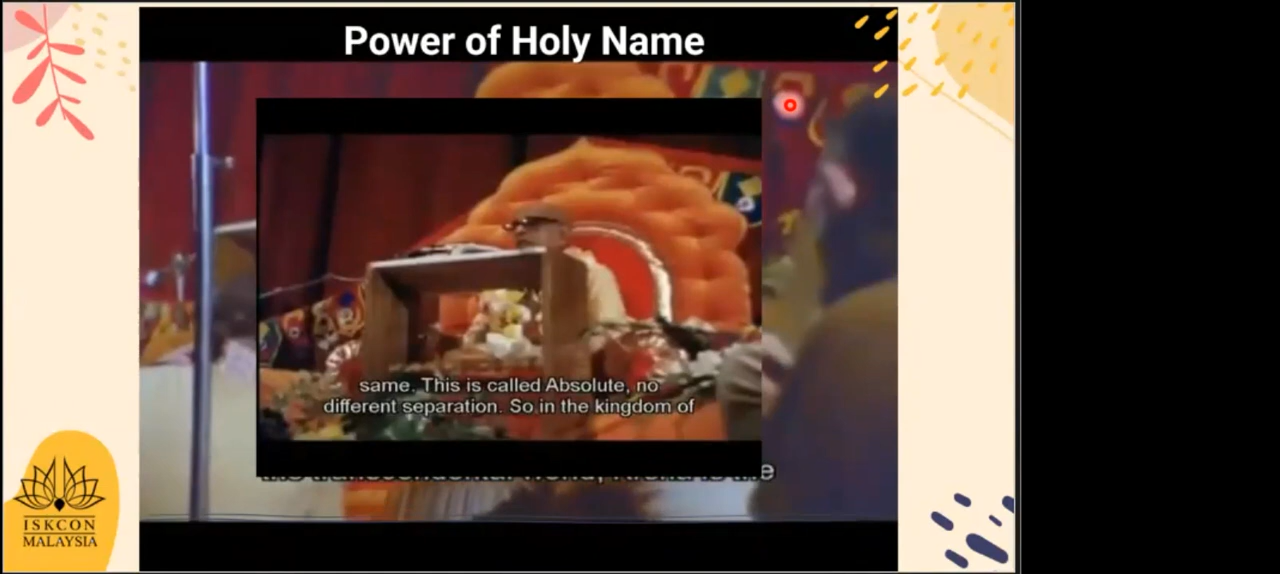 Power of Holy Name
same. This is called Absolute, no
different separation. So in the kingdom of
ISKCON
MALAYSIA